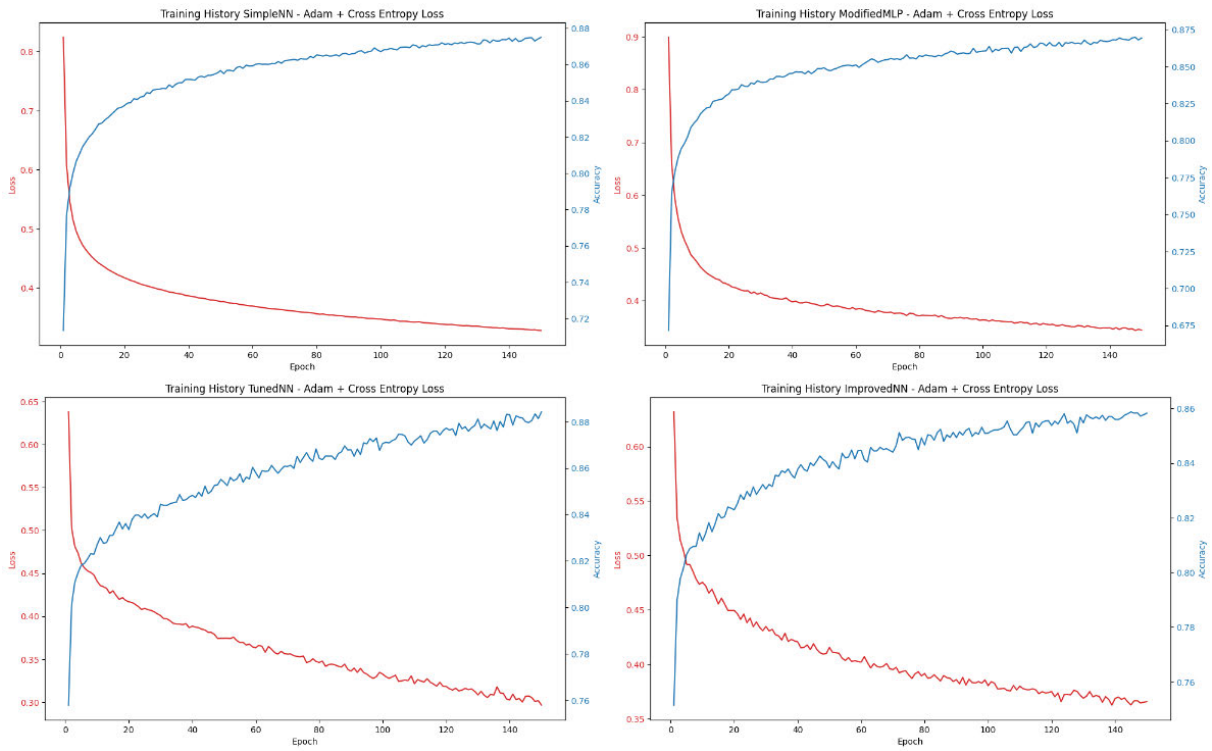 Training History SimpleNN - Adam + Cross Entropy Loss
0.8
0.7
0.6
0.5
0.4
Loss
0.88
0.86
0.84
0.82
0.80
0.78
0.76
0.74
0.72
Accuracy
0 20 40 60 80 100 120 140
Epoch
Training History ModifiedMLP - Adam + Cross Entropy Loss
0.9
0.8
0.7
0.6
0.5
0.4
Loss
0.875
0.850
0.825
0.800
0.775
0.750
0.725
0.700
0.675
Accuracy
0 20 40 60 80 100 120 140
Epoch
Training History TunedNN - Adam + Cross Entropy Loss
0.65
0.60
0.55
0.50
0.45
0.40
0.35
0.30
Loss
0.88
0.86
0.84
0.82
0.80
0.78
0.76
Accuracy
0 20 40 60 80 100 120 140
Epoch
Training History ImprovedNN - Adam + Cross Entropy Loss
0.60
0.55
0.50
0.45
0.40
0.35
Loss
0.86
0.84
0.82
0.80
0.78
0.76
Accuracy
0 20 40 60 80 100 120 140
Epoch